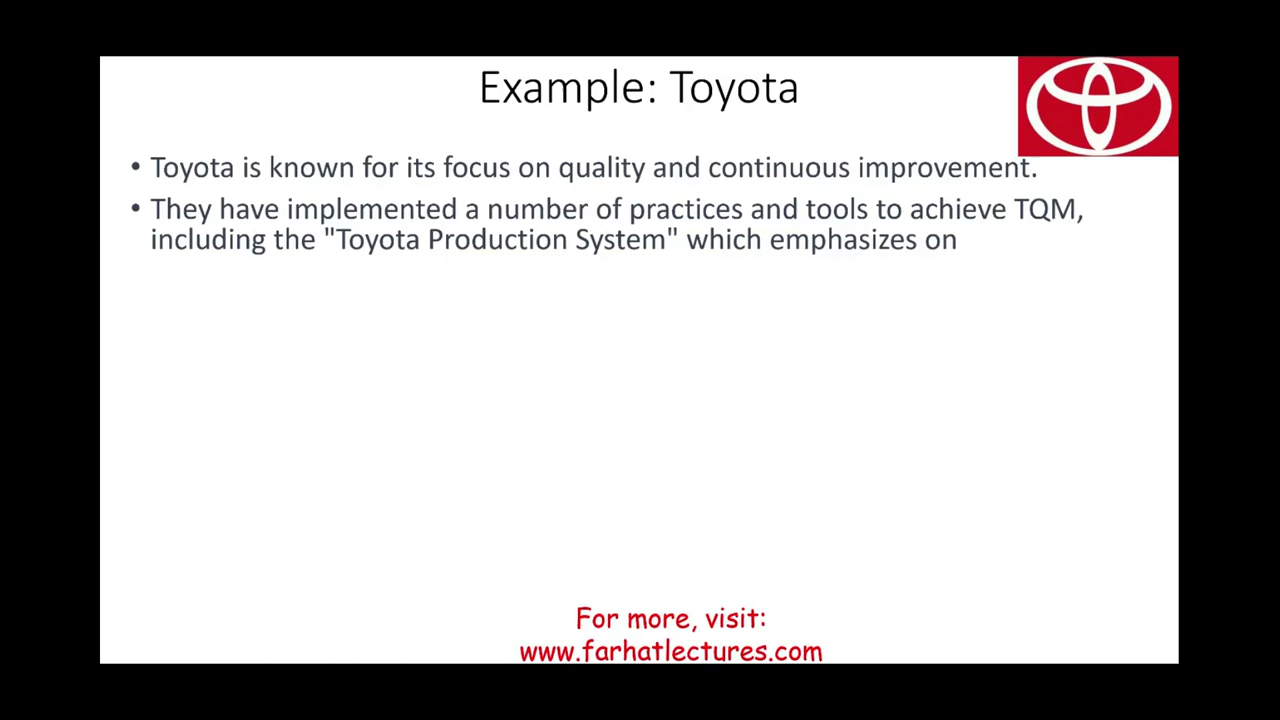 Example: Toyota
• Toyota is known for its focus on quality and continuous improvement.
• They have implemented a number of practices and tools to achieve TQM,
including the "Toyota Production System" which emphasizes on
For more, visit:
www.farhatlectures.com